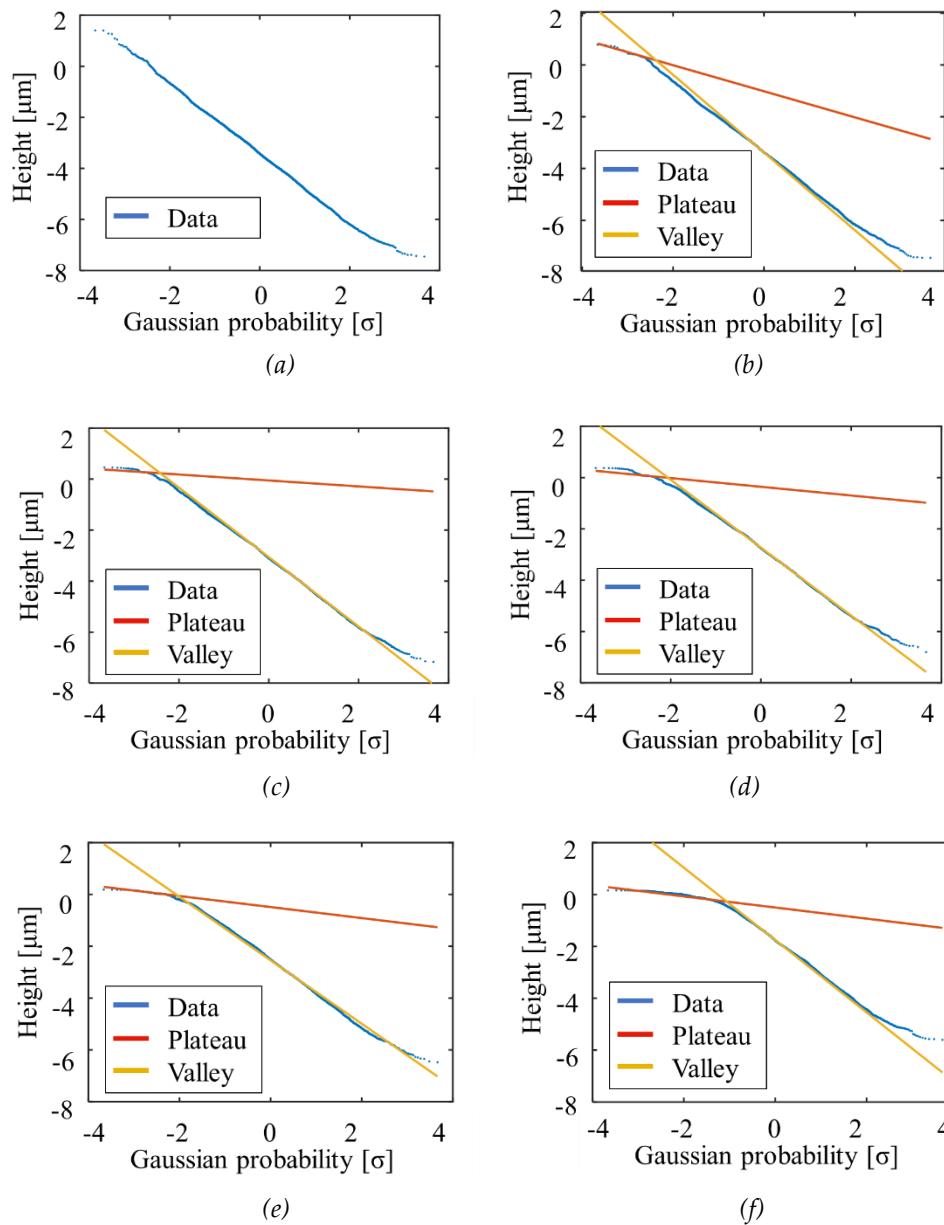 2
0
-2
-4
-6
-8
Height [μm]
Data
-4 -2 0 2 4
Gaussian probability [σ]
(a)
2
0
-2
-4
-6
-8
Height [μm]
Data
Plateau
Valley
-4 -2 0 2 4
Gaussian probability [σ]
(b)
2
0
-2
-4
-6
-8
Height [μm]
Data
Plateau
Valley
-4 -2 0 2 4
Gaussian probability [σ]
(c)
2
0
-2
-4
-6
-8
Height [μm]
Data
Plateau
Valley
-4 -2 0 2 4
Gaussian probability [σ]
(d)
2
0
-2
-4
-6
-8
Height [μm]
Data
Plateau
Valley
-4 -2 0 2 4
Gaussian probability [σ]
(e)
2
0
-2
-4
-6
-8
Height [μm]
Data
Plateau
Valley
-4 -2 0 2 4
Gaussian probability [σ]
(f)